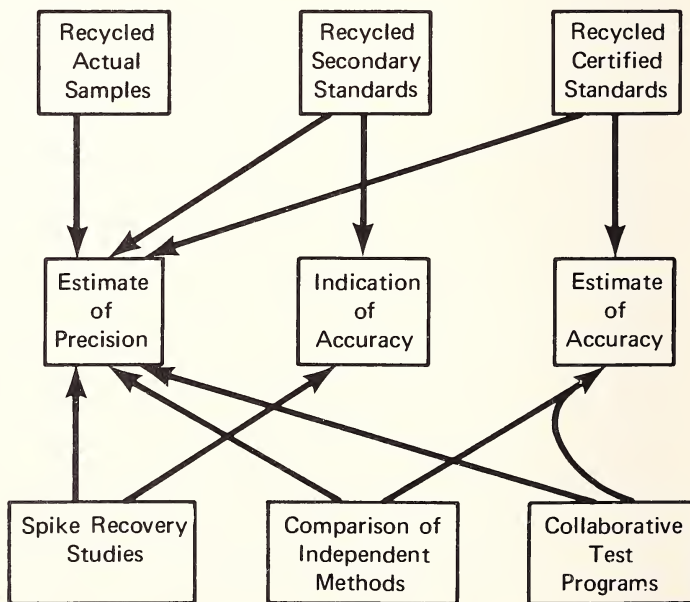 Recycled
Actual
Samples
Recycled
Secondary
Standards
Recycled
Certified
Standards
Estimate
of
Precision
Indication
of
Accuracy
Estimate
of
Accuracy
Spike Recovery
Studies
Comparison of
Independent
Methods
Collaborative
Test
Programs